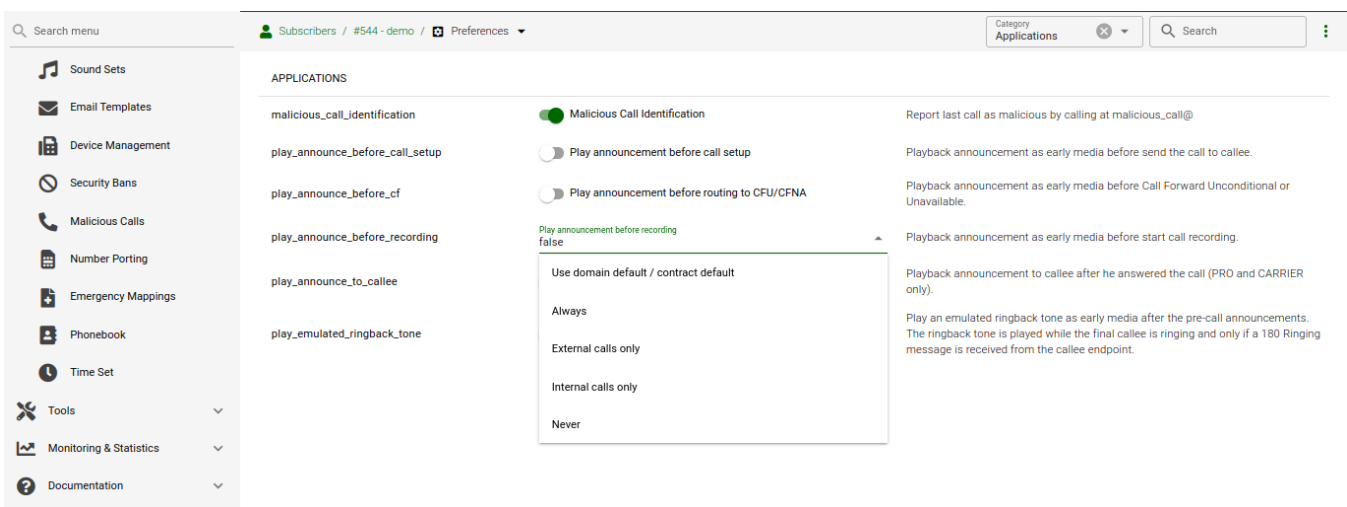 Search menu
Sound Sets
Email Templates
Device Management
Security Bans
Malicious Calls
Number Porting
Emergency Mappings
Phonebook
Time Set
Tools
Monitoring & Statistics
Documentation
Subscribers / #544 - demo / Preferences
Category
Applications
Search
APPLICATIONS
malicious_call_identification
Malicious Call Identification
Report last call as malicious by calling at malicious_call@
play_announce_before_call_setup
Play announcement before call setup
Playback announcement as early media before send the call to callee.
play_announce_before_cf
Play announcement before routing to CFU/CFNA
Playback announcement as early media before Call Forward Unconditional or
Unavailable.
play_announce_before_recording
Play announcement before recording
false
Playback announcement as early media before start call recording.
Use domain default / contract default
Always
External calls only
Internal calls only
Never
play_announce_to_callee
Playback announcement to callee after he answered the call (PRO and CARRIER
only).
play_emulated_ringback_tone
Play an emulated ringback tone as early media after the pre-call announcements.
The ringback tone is played while the final callee is ringing and only if a 180 Ringing
message is received from the callee endpoint.